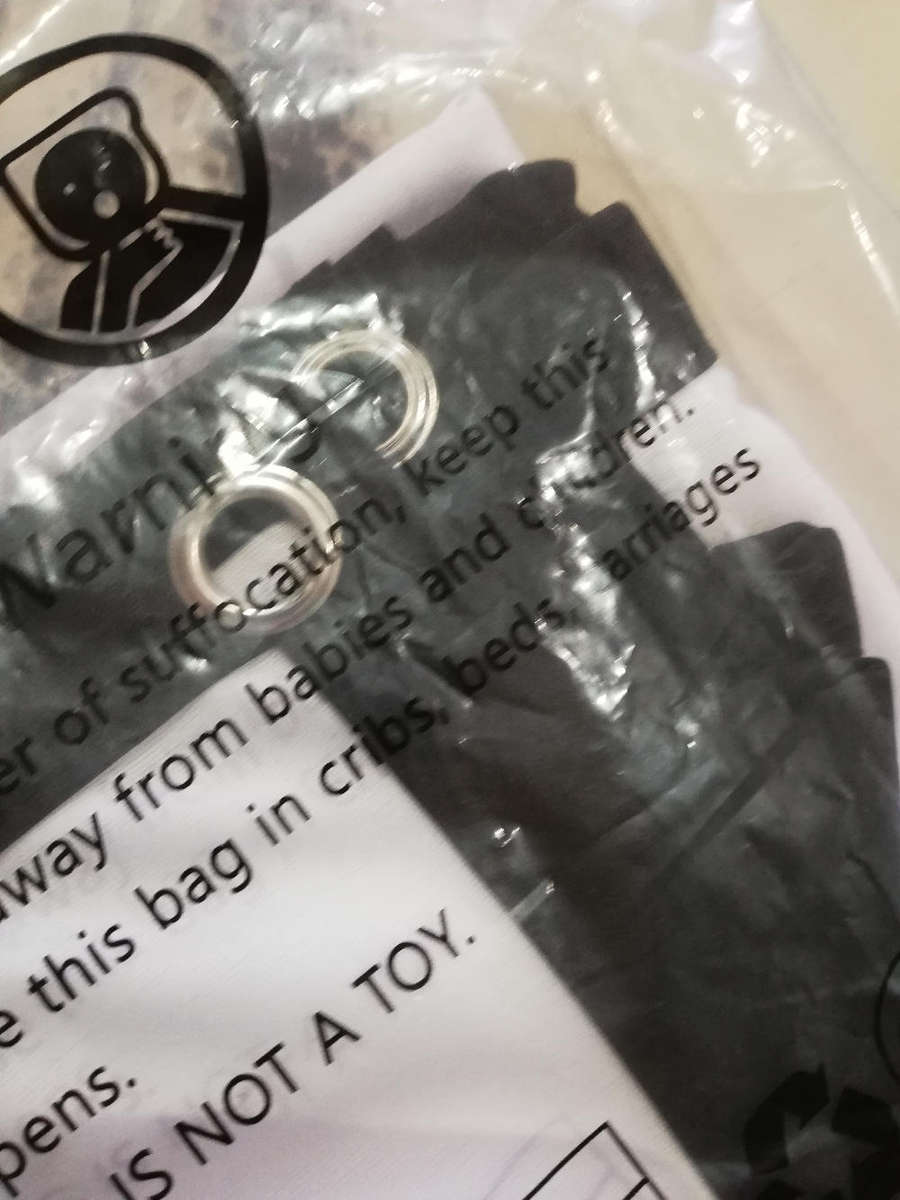 Warning
er of suffocation, keep this
away from babies and children.
e this bag in cribs, beds, carriages
pens.
IS NOT A TOY.